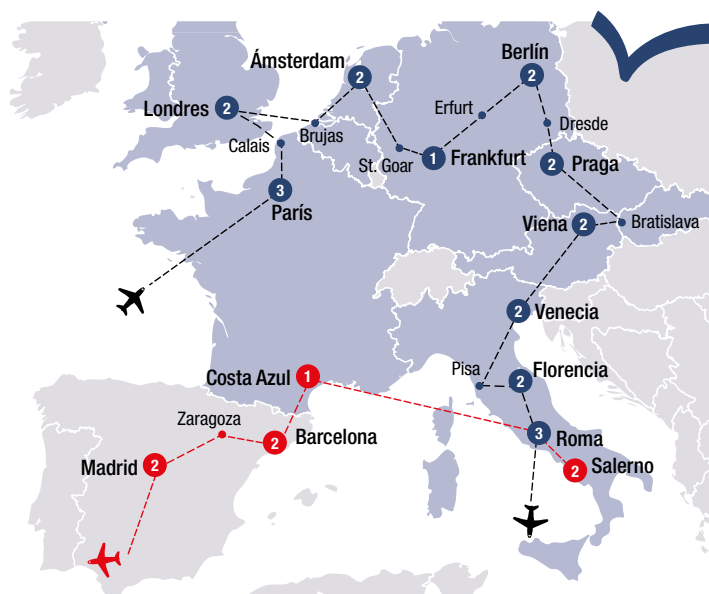 Berlín
2
Ámsterdam
2
Erfurt
Londres
2
Dresde
Brujas
Calais
St. Goar
1
Frankfurt
2
Praga
3
París
Viena
2
Bratislava
2
Venecia
Pisa
2
Florencia
Costa Azul
1
Zaragoza
3
Roma
2
Barcelona
Madrid
2
2
Salerno